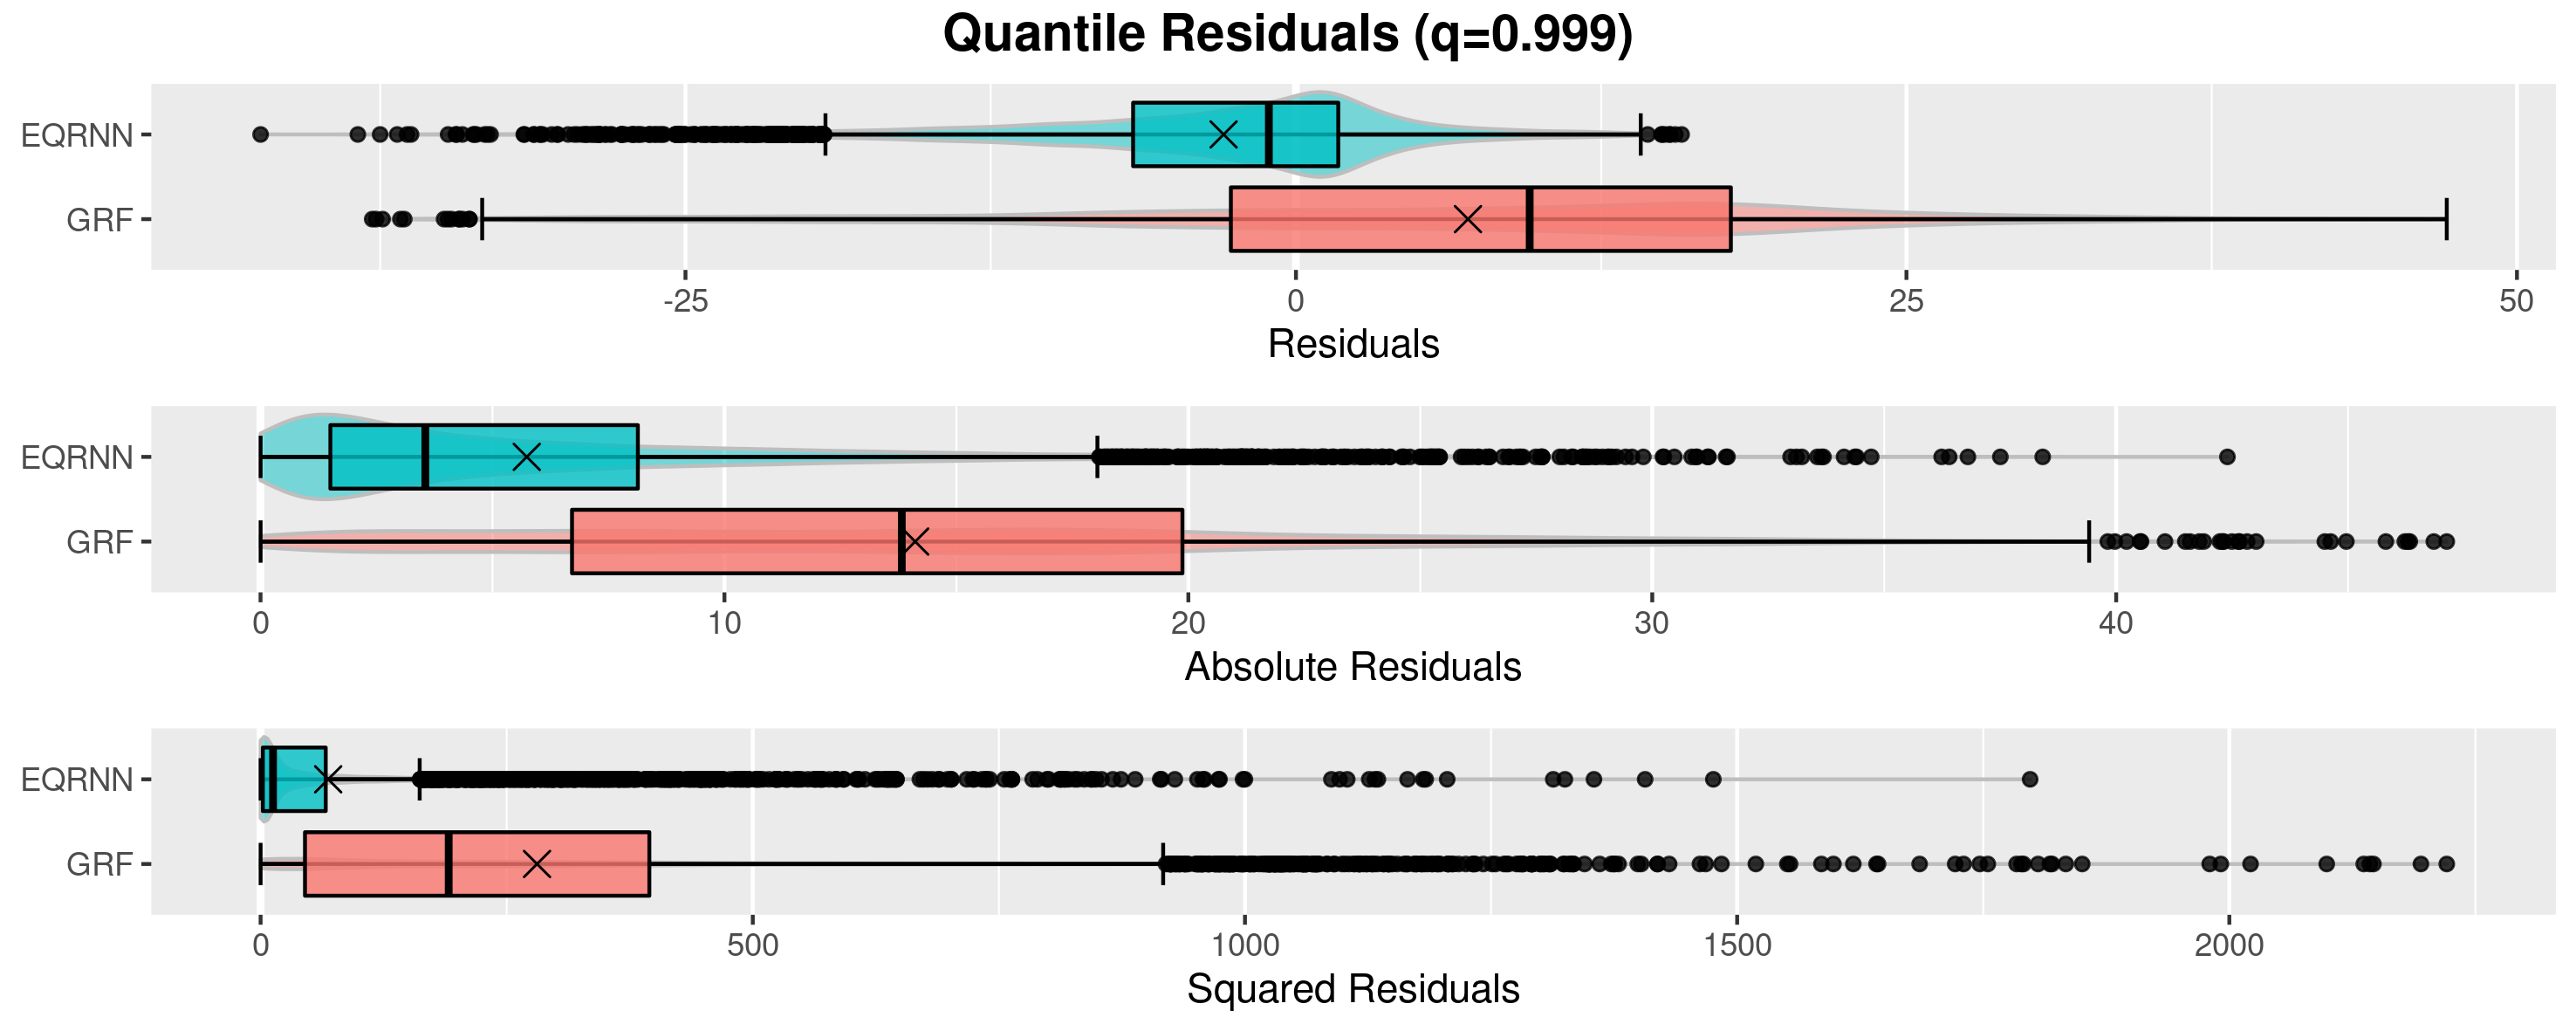 Quantile Residuals (q=0.999)
EQRNN
GRF
-25 0 25 50
Residuals
EQRNN
GRF
0 10 20 30 40
Absolute Residuals
EQRNN
GRF
0 500 1000 1500 2000
Squared Residuals